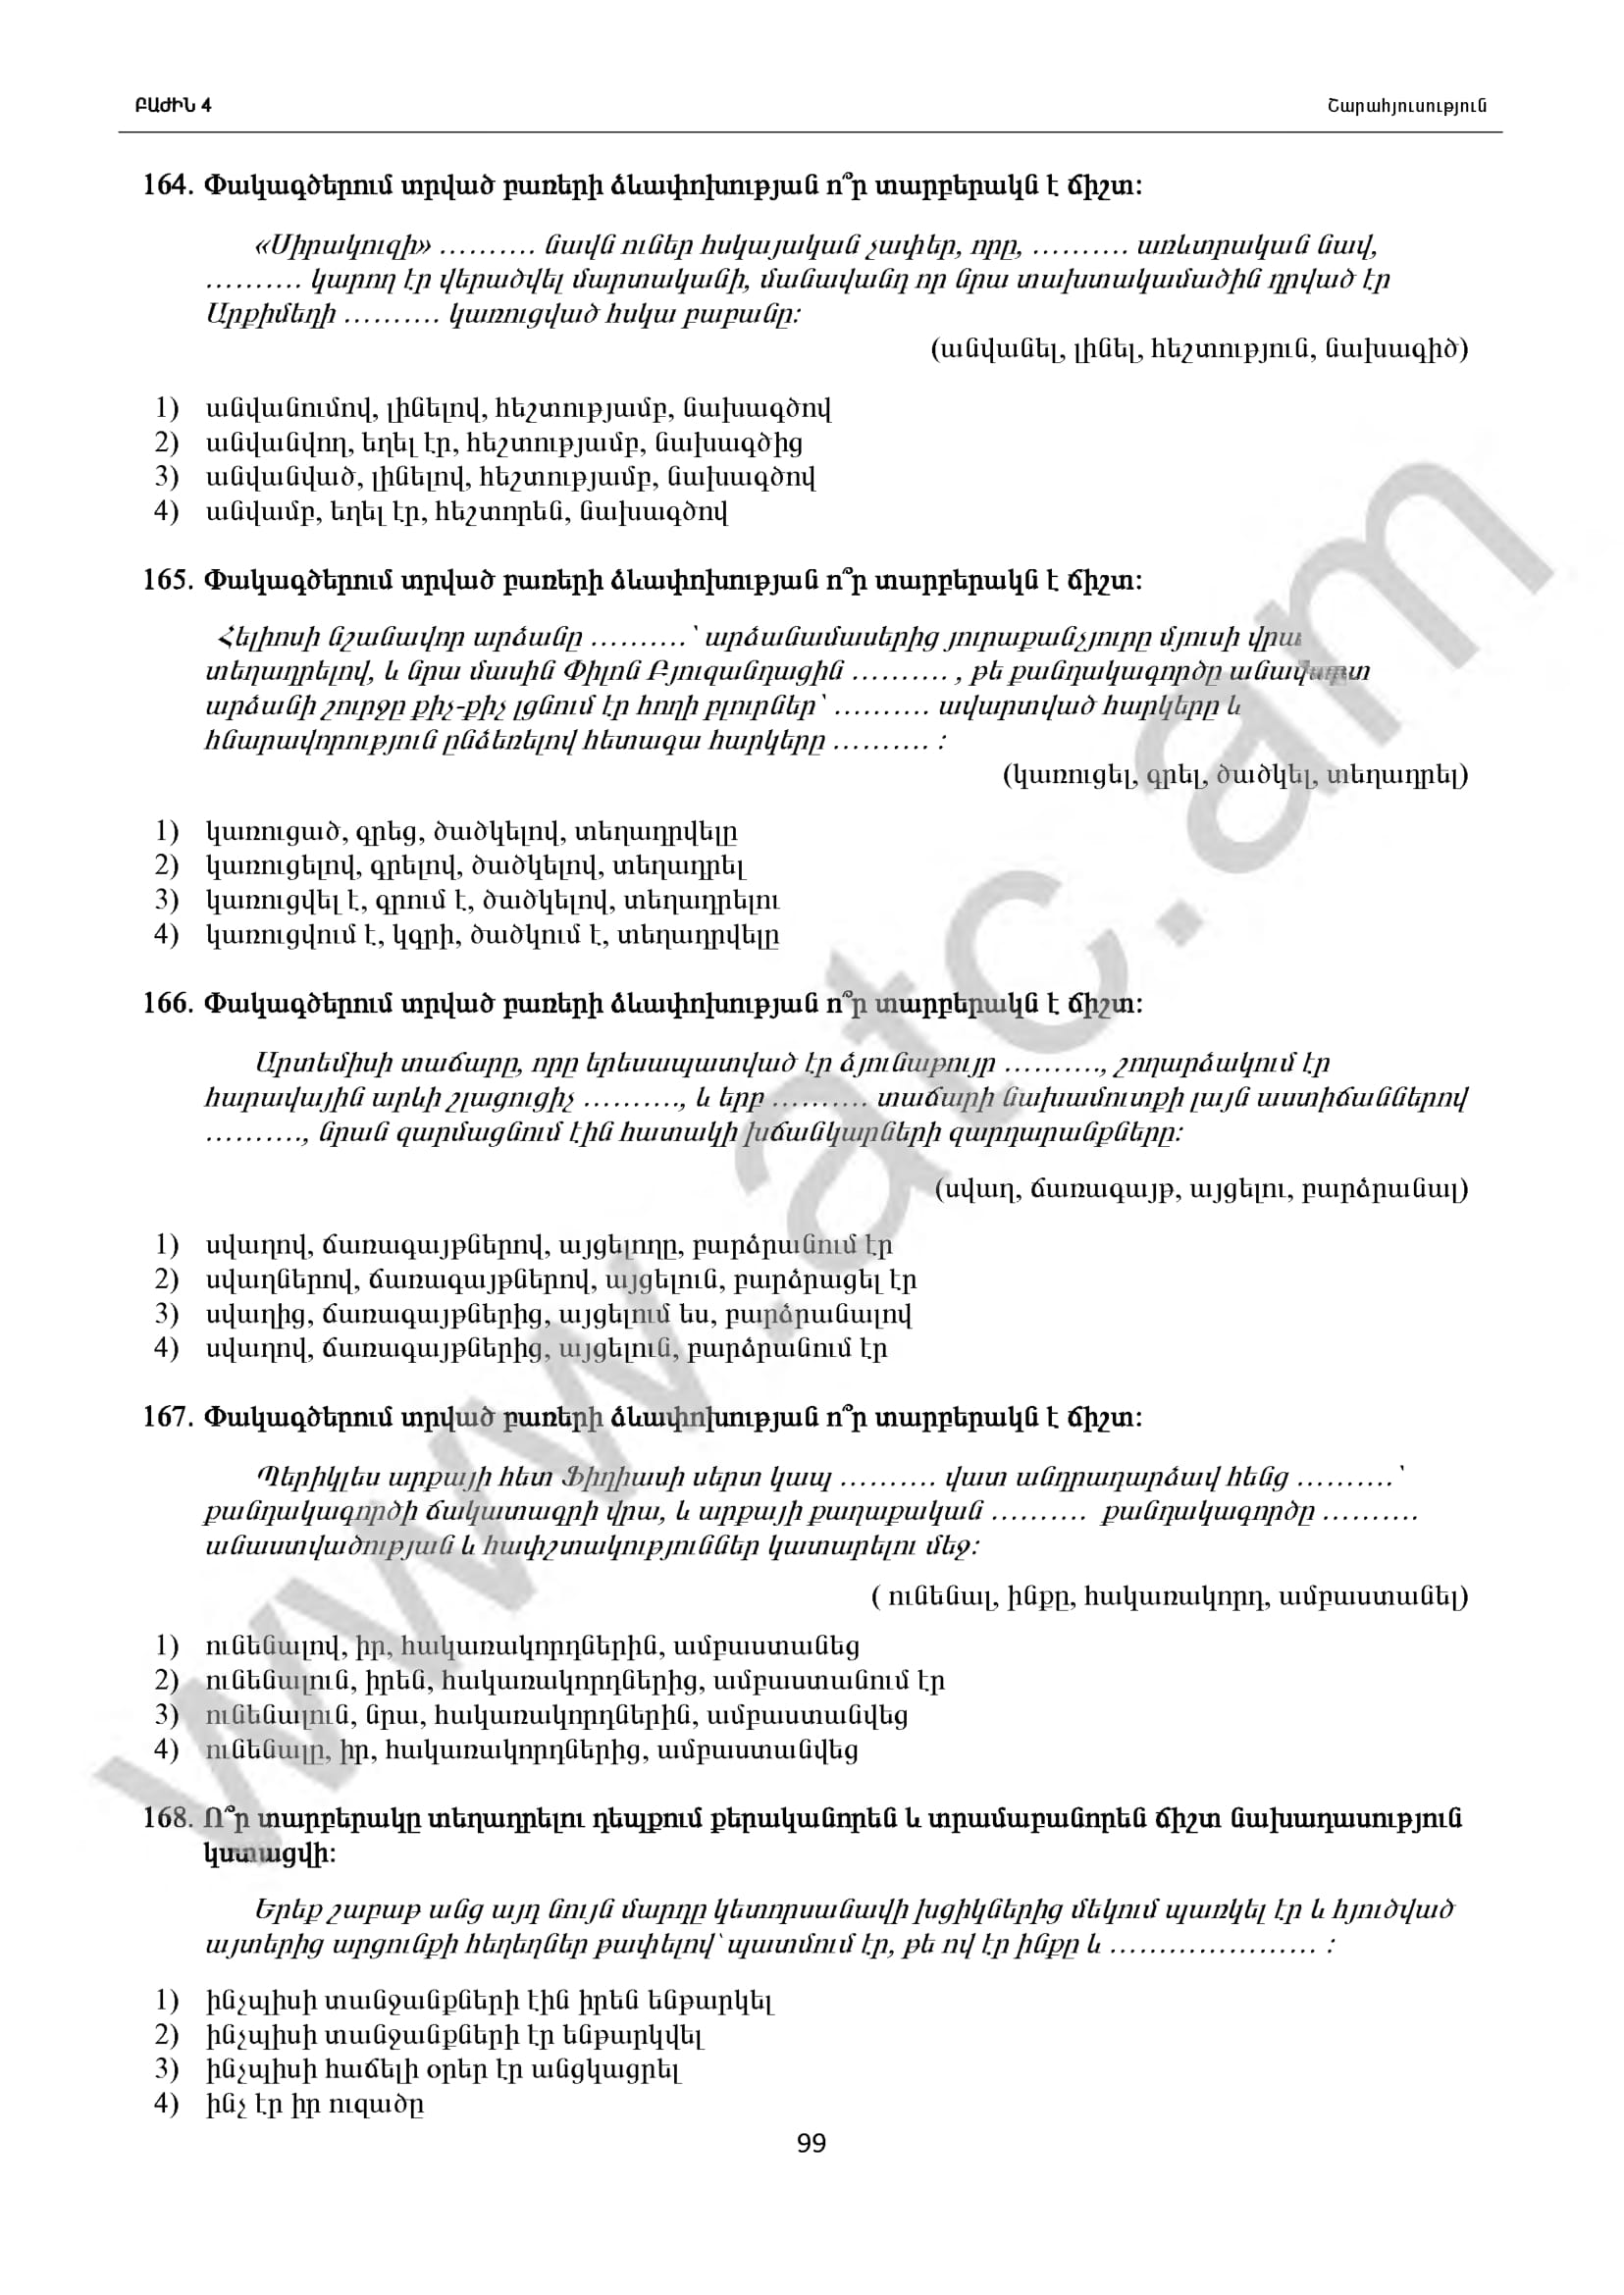 ԲԱԺԻՆ 4
Շարահյուսություն
164. Փակագծերում տրված բառերի ձևափոխության ո՞ր տարբերակն է ճիշտ:
«Սիրակուզի» .......... նավն ուներ հսկայական չափեր, որը, .......... առևտրական նավ,
.......... կարող էր վերածվել մարտականի, մանավանդ որ նրա տախտակամածին դրված էր
Արքիմեդի .......... կառուցված հսկա բաբանը:
(անվանել, լինել, հեշտություն, նախագիծ)
1) անվանումով, լինելով, հեշտությամբ, նախագծով
2) անվանվող, եղել էր, հեշտությամբ, նախագծից
3) անվանված, լինելով, հեշտությամբ, նախագծով
4) անվամբ, եղել էր, հեշտորեն, նախագծով
165. Փակագծերում տրված բառերի ձևափոխության ո՞ր տարբերակն է ճիշտ:
Հելիոսի նշանավոր արձանը ..........՝ արձանամասերից յուրաքանչյուրը մյուսի վրա
տեղադրելով, և նրա մասին Փիլոն Բյուզանդացին .......... , թե քանդակագործը անավարտ
արձանի շուրջը քիչ-քիչ լցնում էր հողի բլուրներ՝ .......... ավարտված հարկերը և
հնարավորություն ընձեռելով հետագա հարկերը .......... :
(կառուցել, գրել, ծածկել, տեղադրել)
1) կառուցած, գրեց, ծածկելով, տեղադրվելը
2) կառուցելով, գրելով, ծածկելով, տեղադրել
3) կառուցվել է, գրում է, ծածկելով, տեղադրելու
4) կառուցվում է, կգրի, ծածկում է, տեղադրվելը
166. Փակագծերում տրված բառերի ձևափոխության ո՞ր տարբերակն է ճիշտ:
Արտեմիսի տաճարը, որը երեսապատված էր ձյունաթույր .........., շողարձակում էր
հարավային արևի շլացուցիչ .........., և երբ .......... տաճարի նախամուտքի լայն աստիճաններով
.........., նրան զարմացնում էին հատակի խճանկարների զարդարանքները:
(սվաղ, ճառագայթ, այցելու, բարձրանալ)
1) սվաղով, ճառագայթներով, այցելողը, բարձրանում էր
2) սվաղներով, ճառագայթներով, այցելուն, բարձրացել էր
3) սվաղից, ճառագայթներից, այցելում ես, բարձրանալով
4) սվաղով, ճառագայթներից, այցելուն, բարձրանում էր
167. Փակագծերում տրված բառերի ձևափոխության ո՞ր տարբերակն է ճիշտ:
Պերիկլես արքայի հետ Ֆիդիասի սերտ կապ .......... վատ անդրադարձավ հենց ..........՝
քանդակագործի ճակատագրի վրա, և արքայի քաղաքական .......... քանդակագործը ..........
անաստվածության և հափշտակություններ կատարելու մեջ:
( ունենալ, ինքը, հակառակորդ, ամբաստանել)
1) ունենալով, իր, հակառակորդներին, ամբաստանեց
2) ունենալուն, իրեն, հակառակորդներից, ամբաստանում էր
3) ունենալուն, նրա, հակառակորդներին, ամբաստանվեց
4) ունենալը, իր, հակառակորդներից, ամբաստանվեց
168. Ո՞ր տարբերակը տեղադրելու դեպքում քերականորեն և տրամաբանորեն ճիշտ նախադասություն
կստացվի:
Երեք շաբաթ անց այդ նույն մարդը կետորսանավի խցիկներից մեկում պառկել էր և հյուծված
այտերից արցունքի հեղեղներ թափելով՝ պատմում էր, թե ով էր ինքը և ..................... :
1) ինչպիսի տանջանքների էին իրեն ենթարկել
2) ինչպիսի տանջանքների էր ենթարկվել
3) ինչպիսի հաճելի օրեր էր անցկացրել
4) ինչ էր իր ուզածը
99
www.atc.am